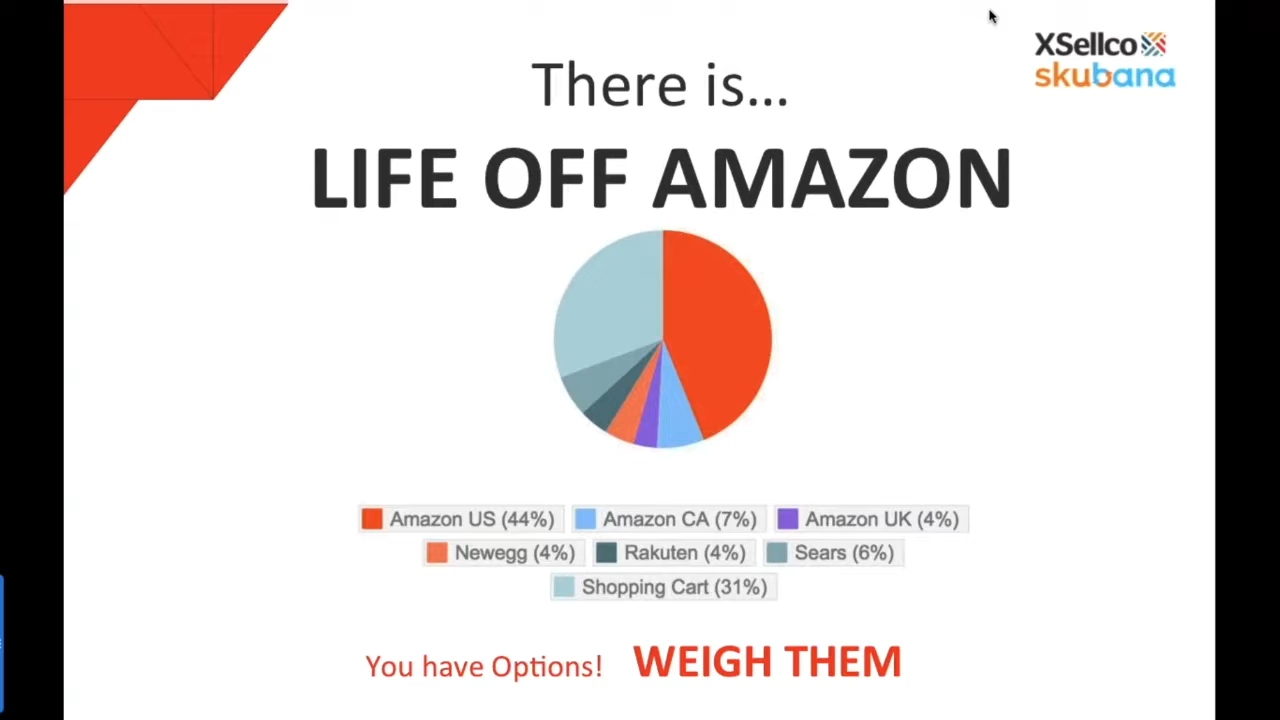 XSellco
skubana
There is...
LIFE OFF AMAZON
Amazon US (44%) Amazon CA (7%) Amazon UK (4%)
Newegg (4%) Rakuten (4%) Sears (6%)
Shopping Cart (31%)
You have Options! WEIGH THEM